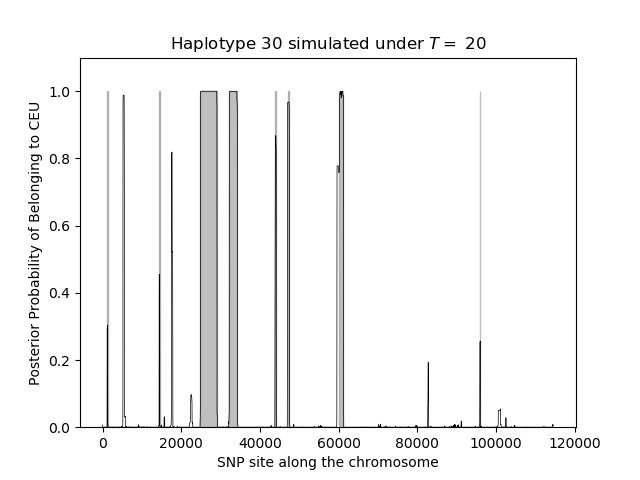 Haplotype 30 simulated under T = 20
Posterior Probability of Belonging to CEU
1.0
0.8
0.6
0.4
0.2
0.0
0 20000 40000 60000 80000 100000 120000
SNP site along the chromosome